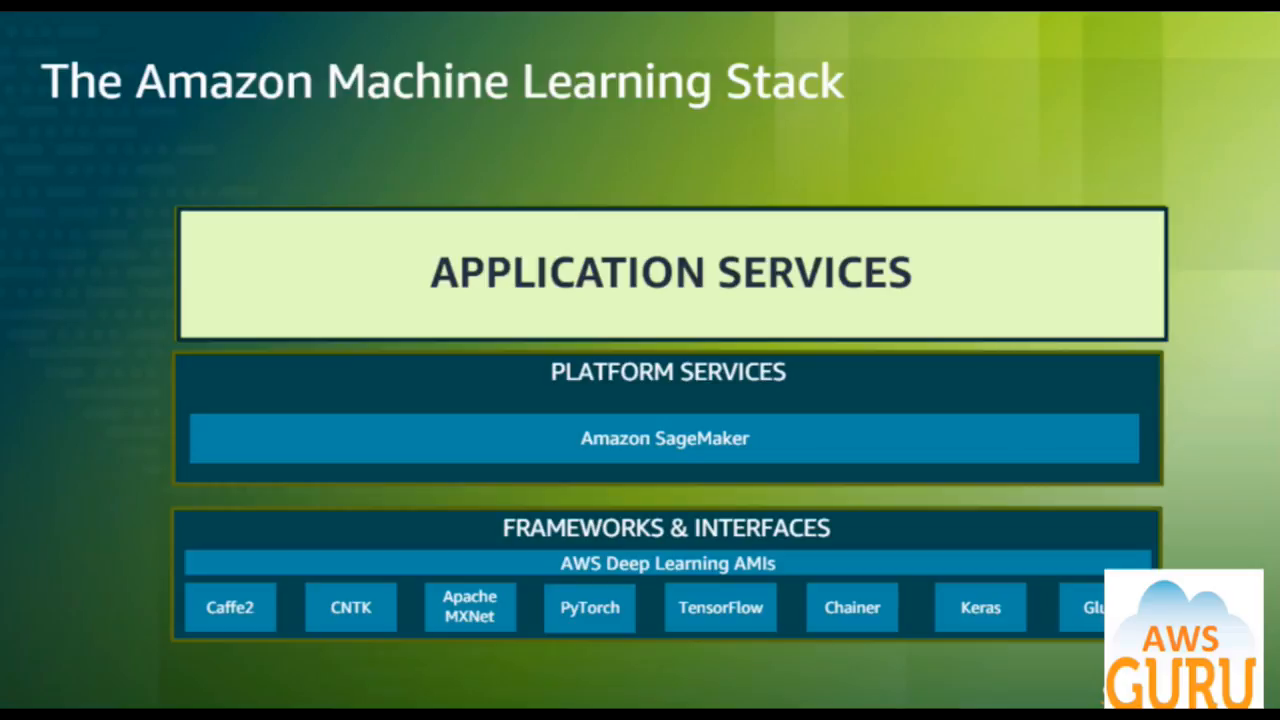 The Amazon Machine Learning Stack
APPLICATION SERVICES
PLATFORM SERVICES
Amazon SageMaker
FRAMEWORKS & INTERFACES
AWS Deep Learning AMIs
Caffe2
CNTK
Apache
MXNet
PyTorch
TensorFlow
Chainer
Keras
AWS
GURU